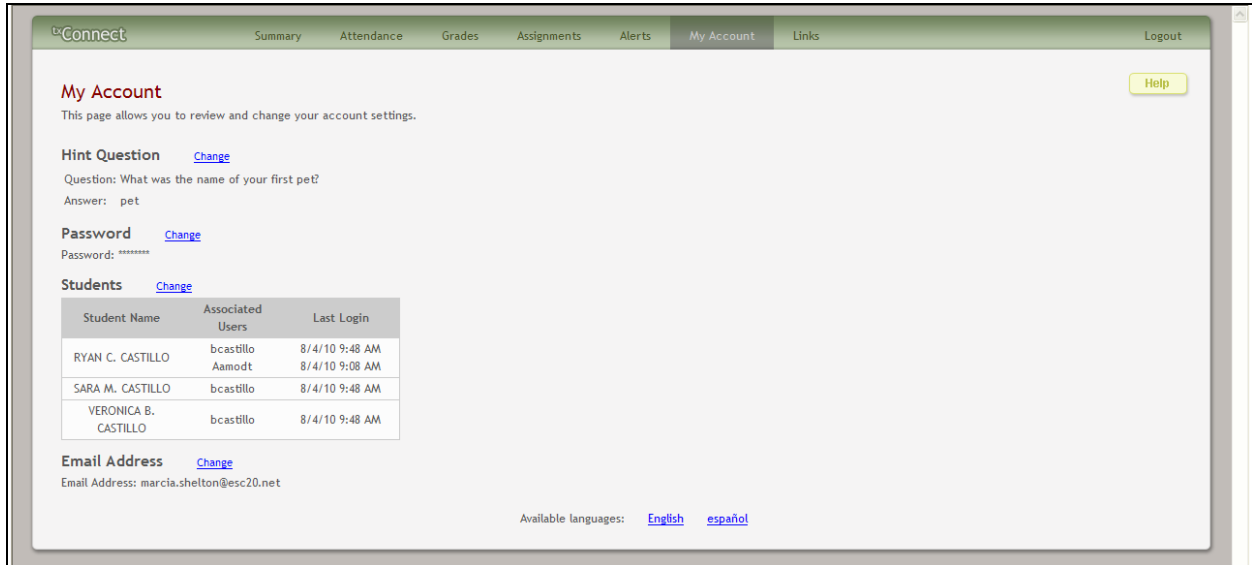 txConnect Summary Attendance Grades Assignments Alerts My Account Links Logout
Help
My Account
This page allows you to review and change your account settings.
Hint Question Change
Question: What was the name of your first pet?
Answer: pet
Password Change
Password: ********
Students Change
Student Name Associated Users Last Login
RYAN C. CASTILLO bcastillo 8/4/10 9:48 AM
Aamodt 8/4/10 9:08 AM
SARA M. CASTILLO bcastillo 8/4/10 9:48 AM
VERONICA B. CASTILLO bcastillo 8/4/10 9:48 AM
Email Address Change
Email Address: marcia.shelton@esc20.net
Available languages: English español